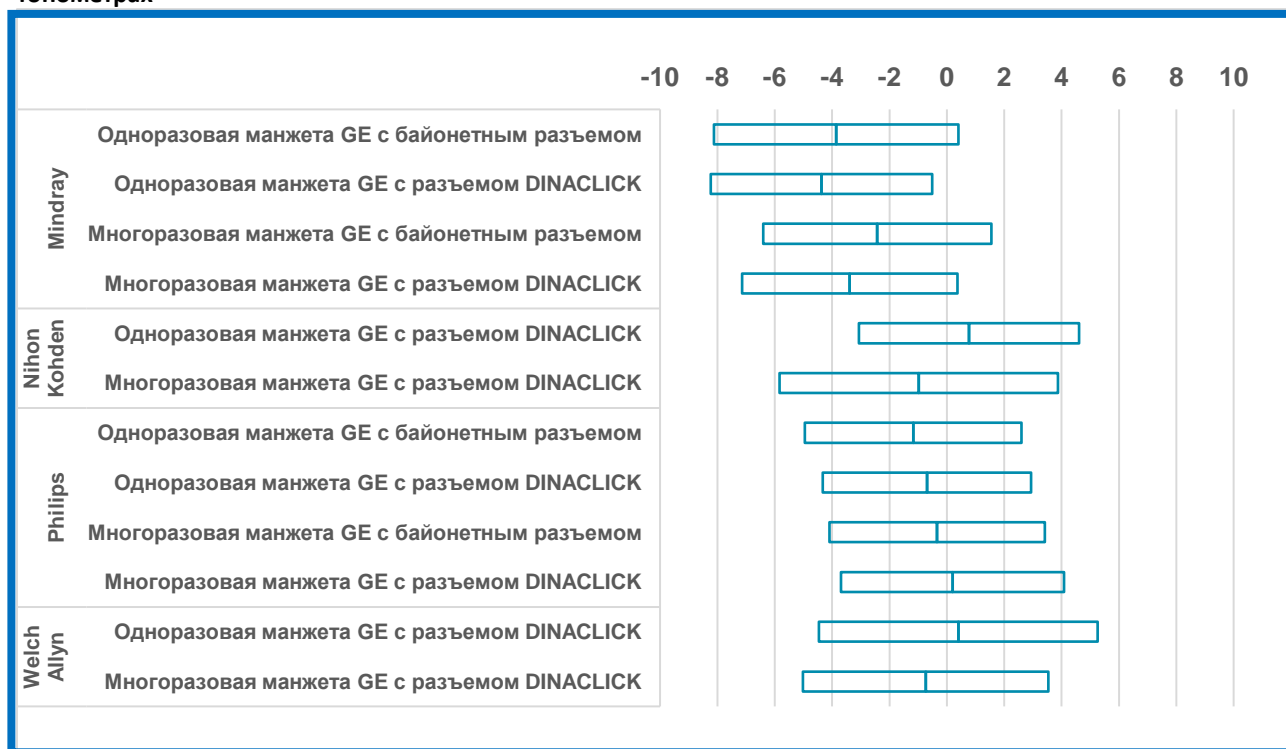 тонометрах
-10 -8 -6 -4 -2 0 2 4 6 8 10
Mindray
Одноразовая манжета GE с байонетным разъемом
Одноразовая манжета GE с разъемом DINACLICK
Многоразовая манжета GE с байонетным разъемом
Многоразовая манжета GE с разъемом DINACLICK
Nihon
Kohden
Одноразовая манжета GE с разъемом DINACLICK
Многоразовая манжета GE с разъемом DINACLICK
Philips
Одноразовая манжета GE с байонетным разъемом
Одноразовая манжета GE с разъемом DINACLICK
Многоразовая манжета GE с байонетным разъемом
Многоразовая манжета GE с разъемом DINACLICK
Welch
Allyn
Одноразовая манжета GE с разъемом DINACLICK
Многоразовая манжета GE с разъемом DINACLICK